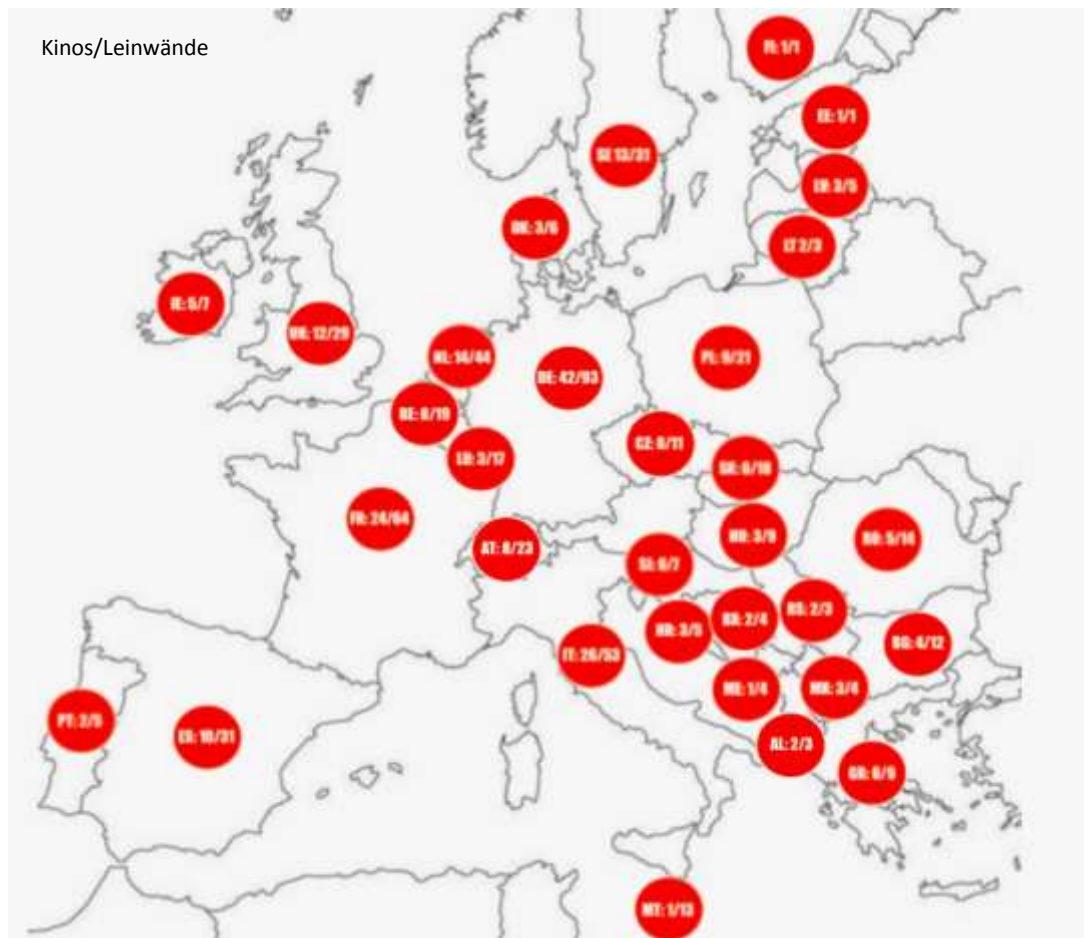 Kinos/Leinwände
FI: 1/1
EE: 1/1
SE 13/31
3/5
DK: 3/6
LT 2/3
IE: 5/7
UK: 12/29
NL: 14/44
DE: 42/93
PL: 9/21
BE: 8/19
LU: 3/17
CZ: 8/11
SK: 6/18
FR: 24/64
AT: 8/23
HU: 3/9
RO: 5/14
SI: 6/7
HR: 3/5
BA: 2/4
RS: 2/3
BG: 4/12
IT: 26/53
ME: 1/4
MK: 3/4
PT: 2/5
ES: 10/31
AL: 2/3
GR: 6/9
MT: 1/13